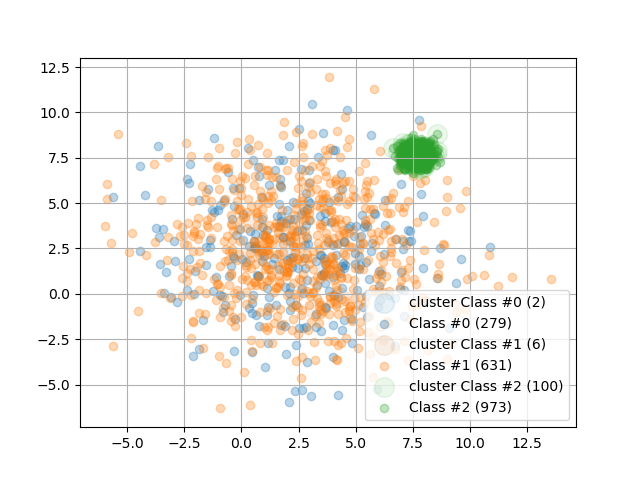 12.5
10.0
7.5
5.0
2.5
0.0
−2.5
−5.0
cluster Class #0 (2)
Class #0 (279)
cluster Class #1 (6)
Class #1 (631)
cluster Class #2 (100)
Class #2 (973)
−5.0 −2.5 0.0 2.5 5.0 7.5 10.0 12.5